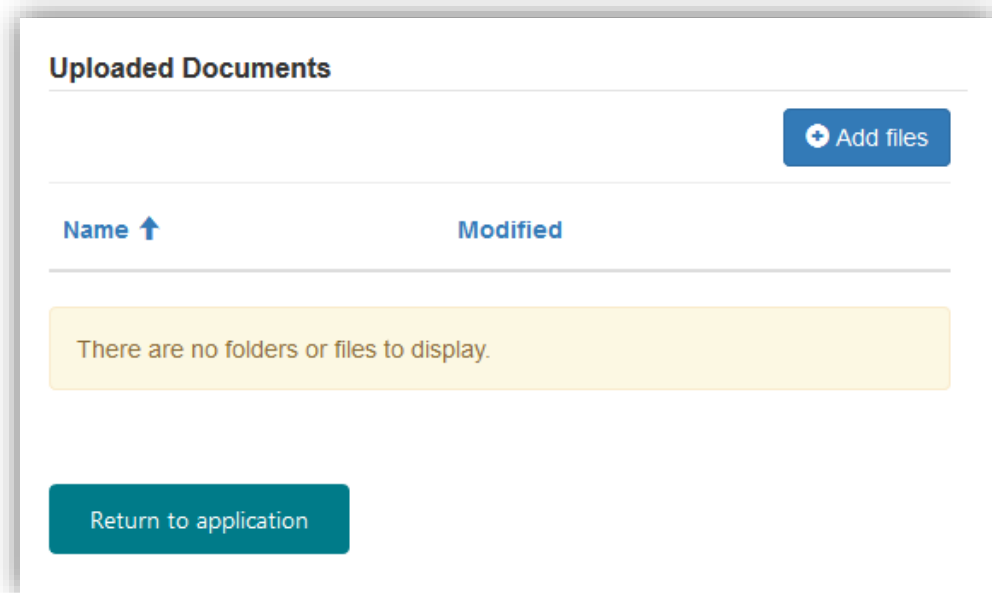 Uploaded Documents
Add files
Name Modified
There are no folders or files to display.
Return to application